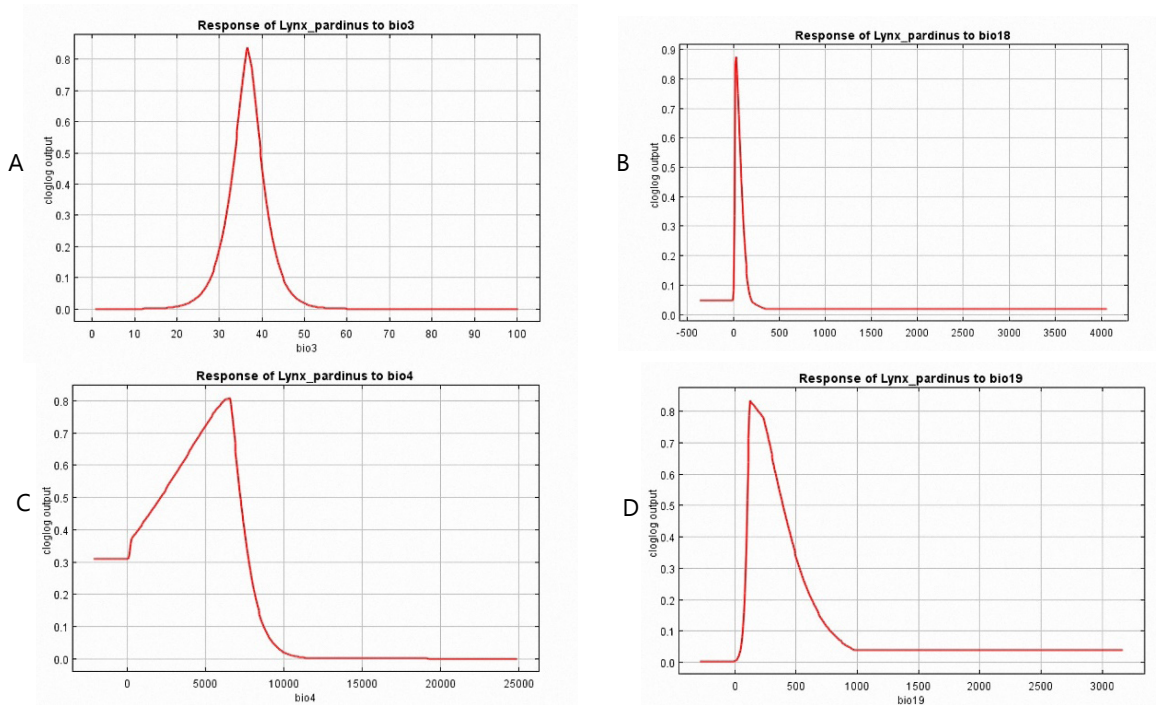 A
Response of Lynx_pardinus to bio3
cloglog output
0.8
0.7
0.6
0.5
0.4
0.3
0.2
0.1
0.0
0 10 20 30 40 50 60 70 80 90 100
bio3
B
Response of Lynx_pardinus to bio18
cloglog output
0.9
0.8
0.7
0.6
0.5
0.4
0.3
0.2
0.1
0.0
-500 0 500 1000 1500 2000 2500 3000 3500 4000
bio18
C
Response of Lynx_pardinus to bio4
cloglog output
0.8
0.7
0.6
0.5
0.4
0.3
0.2
0.1
0.0
0 5000 10000 15000 20000 25000
bio4
D
Response of Lynx_pardinus to bio19
cloglog output
0.8
0.7
0.6
0.5
0.4
0.3
0.2
0.1
0.0
0 500 1000 1500 2000 2500 3000
bio19